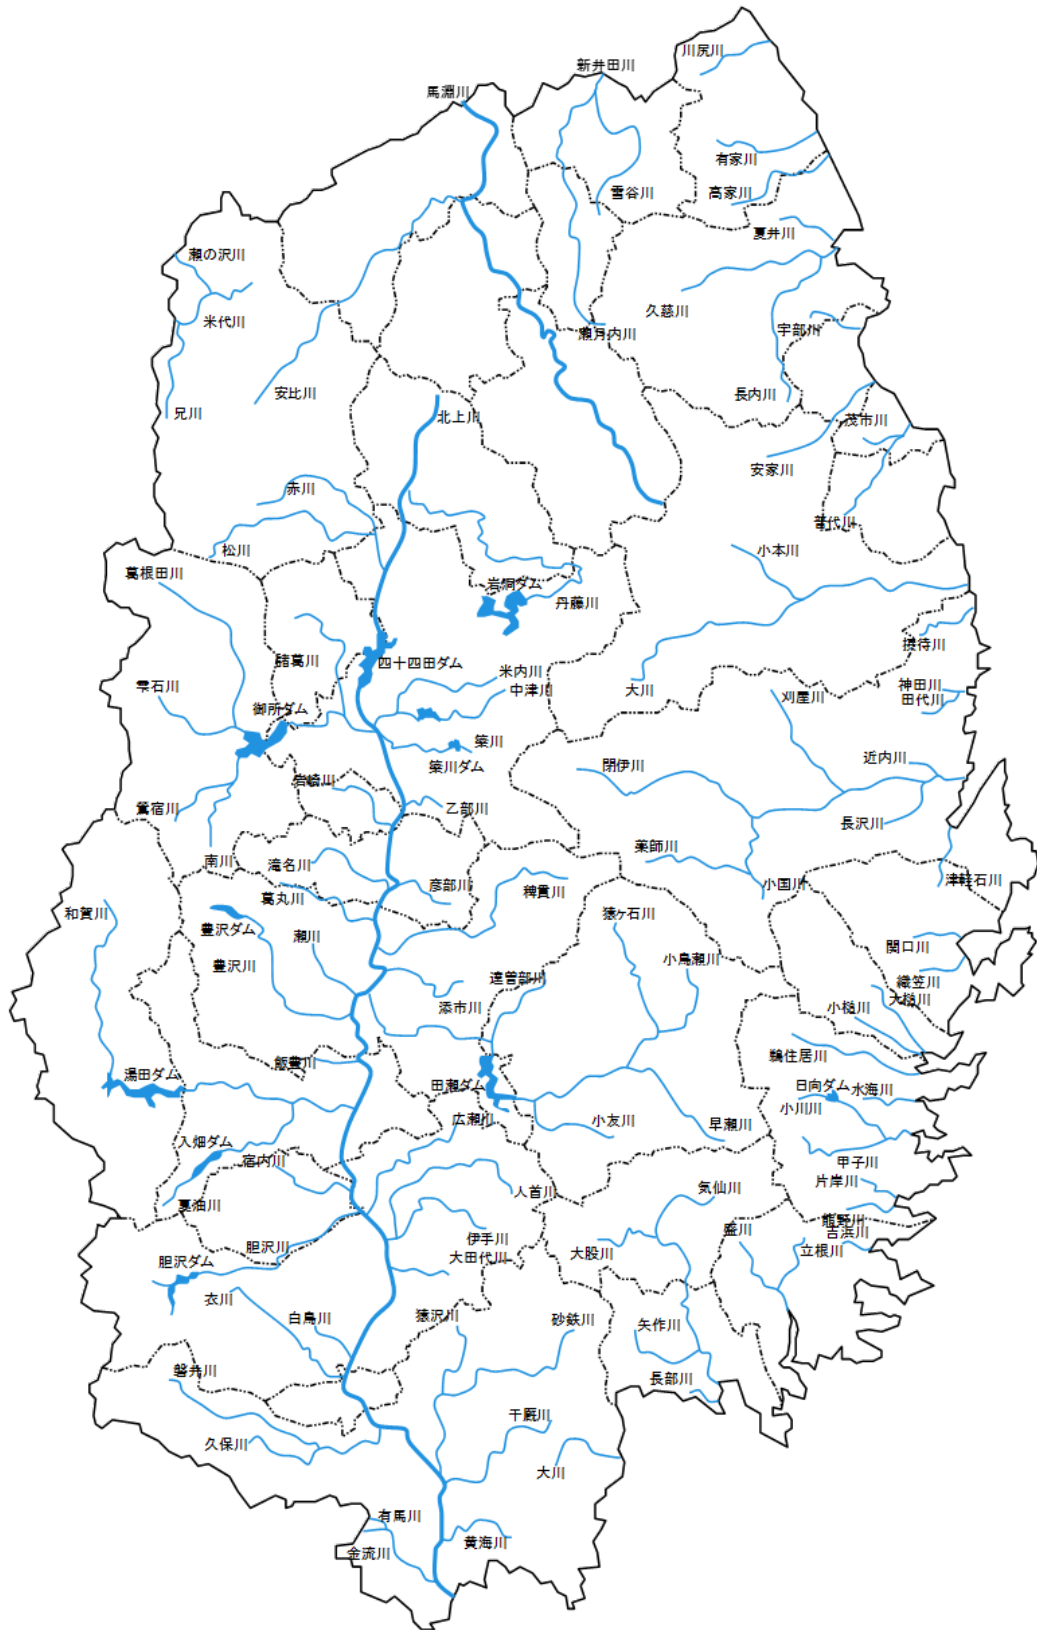 川尻川
新井田川
馬淵川
有家川
雪谷川
高家川
夏井川
瀬の沢川
久慈川
米代川
宇部川
瀬月内川
安比川
長内川
兄川
北上川
茂市川
安家川
赤川
普代川
松川
小本川
葛根田川
岩洞ダム
丹藤川
摂待川
諸葛川
四十四田ダム
米内川
雫石川
大川
神田川
中津川
刈屋川
田代川
御所ダム
簗川
近内川
簗川ダム
閉伊川
岩崎川
鶯宿川
乙部川
長沢川
薬師川
南川
滝名川
津軽石川
彦部川
小国川
稗貫川
葛丸川
和賀川
猿ヶ石川
豊沢ダム
瀬川
関口川
小烏瀬川
豊沢川
達曽部川
織笠川
大槌川
添市川
小槌川
鵜住居川
飯豊川
湯田ダム
田瀬ダム
日向ダム
水海川
小川川
広瀬川
小友川
早瀬川
入畑ダム
宿内川
甲子川
片岸川
気仙川
人首川
夏油川
熊野川
盛川
吉浜川
伊手川
胆沢川
大股川
立根川
大田代川
胆沢ダム
衣川
白鳥川
猿沢川
砂鉄川
矢作川
磐井川
長部川
千厩川
久保川
大川
有馬川
黄海川
金流川